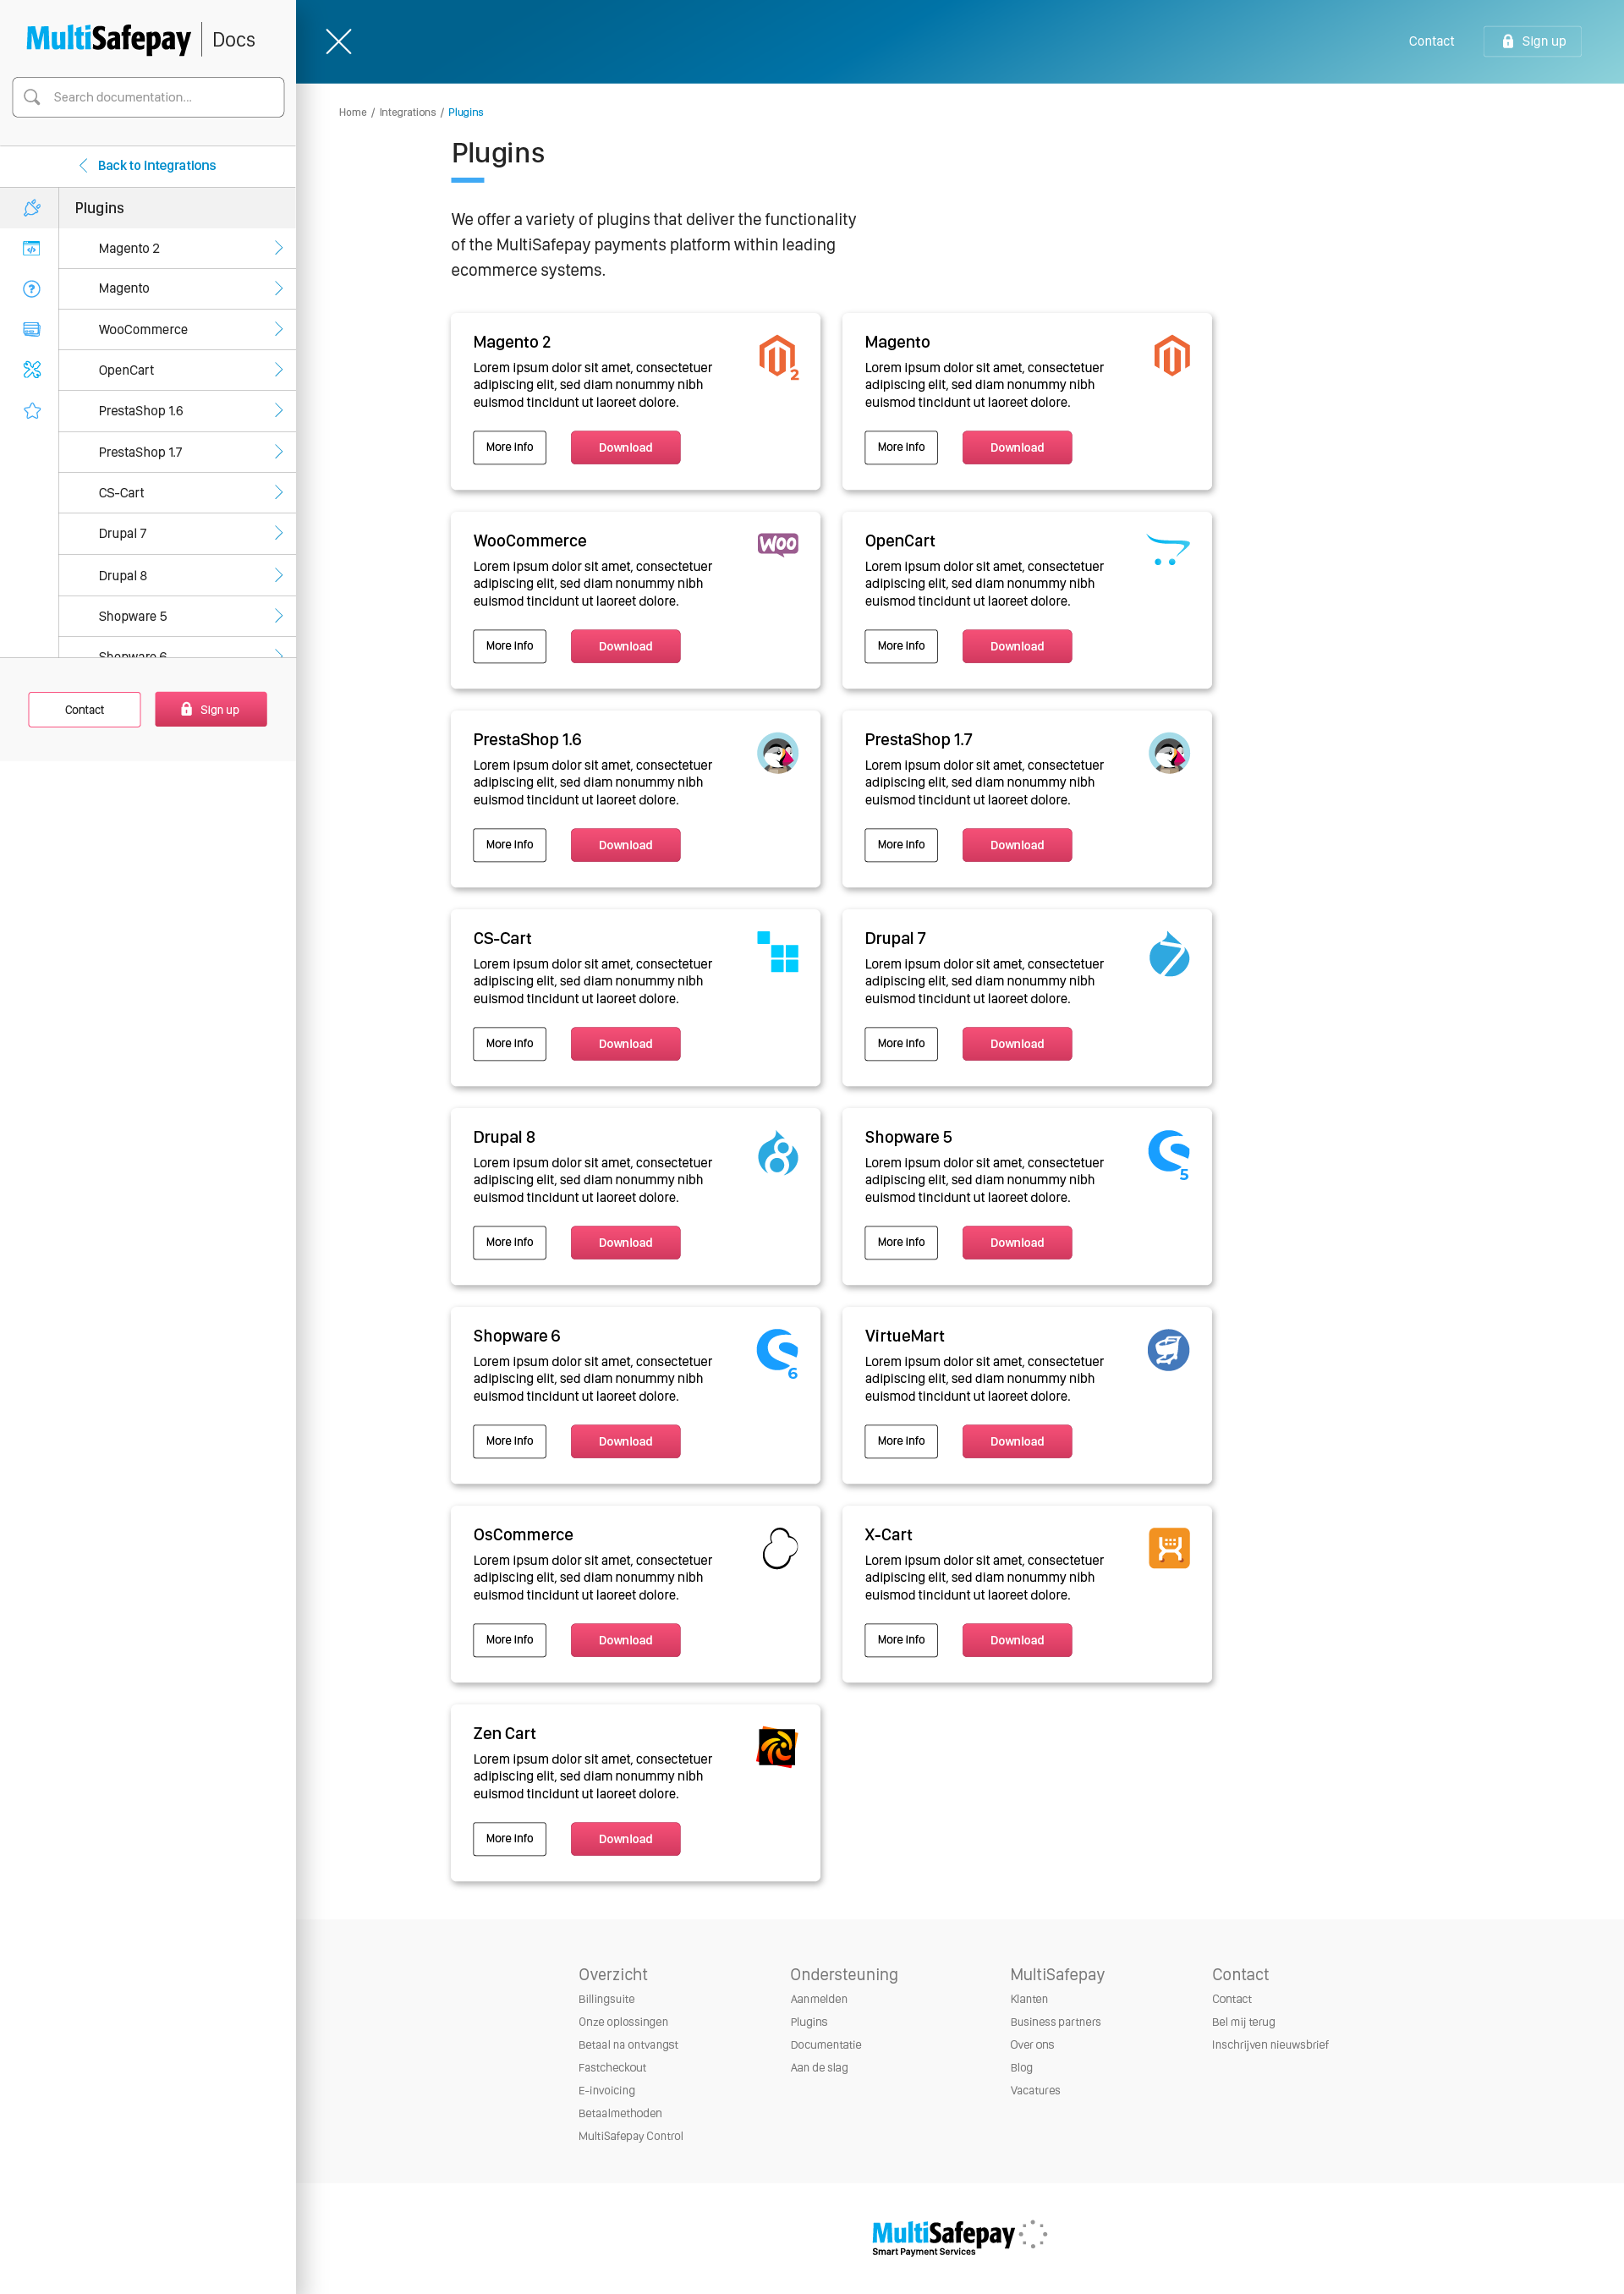 MultiSafepay Docs
Search documentation...
Back to Integrations
Plugins
Magento 2
Magento
WooCommerce
OpenCart
PrestaShop 1.6
PrestaShop 1.7
CS-Cart
Drupal 7
Drupal 8
Shopware 5
Shopware 6
Contact
Sign up
Contact
Sign up
Home / Integrations / Plugins
Plugins
We offer a variety of plugins that deliver the functionality
of the MultiSafepay payments platform within leading
ecommerce systems.
Magento 2
2
Lorem ipsum dolor sit amet, consectetuer
adipiscing elit, sed diam nonummy nibh
euismod tincidunt ut laoreet dolore.
More info
Download
Magento
Lorem ipsum dolor sit amet, consectetuer
adipiscing elit, sed diam nonummy nibh
euismod tincidunt ut laoreet dolore.
More info
Download
WooCommerce
WOO
Lorem ipsum dolor sit amet, consectetuer
adipiscing elit, sed diam nonummy nibh
euismod tincidunt ut laoreet dolore.
More info
Download
OpenCart
Lorem ipsum dolor sit amet, consectetuer
adipiscing elit, sed diam nonummy nibh
euismod tincidunt ut laoreet dolore.
More info
Download
PrestaShop 1.6
Lorem ipsum dolor sit amet, consectetuer
adipiscing elit, sed diam nonummy nibh
euismod tincidunt ut laoreet dolore.
More info
Download
PrestaShop 1.7
Lorem ipsum dolor sit amet, consectetuer
adipiscing elit, sed diam nonummy nibh
euismod tincidunt ut laoreet dolore.
More info
Download
CS-Cart
Lorem ipsum dolor sit amet, consectetuer
adipiscing elit, sed diam nonummy nibh
euismod tincidunt ut laoreet dolore.
More info
Download
Drupal 7
7
Lorem ipsum dolor sit amet, consectetuer
adipiscing elit, sed diam nonummy nibh
euismod tincidunt ut laoreet dolore.
More info
Download
Drupal 8
8
Lorem ipsum dolor sit amet, consectetuer
adipiscing elit, sed diam nonummy nibh
euismod tincidunt ut laoreet dolore.
More info
Download
Shopware 5
5
Lorem ipsum dolor sit amet, consectetuer
adipiscing elit, sed diam nonummy nibh
euismod tincidunt ut laoreet dolore.
More info
Download
Shopware 6
6
Lorem ipsum dolor sit amet, consectetuer
adipiscing elit, sed diam nonummy nibh
euismod tincidunt ut laoreet dolore.
More info
Download
VirtueMart
Lorem ipsum dolor sit amet, consectetuer
adipiscing elit, sed diam nonummy nibh
euismod tincidunt ut laoreet dolore.
More info
Download
OsCommerce
Lorem ipsum dolor sit amet, consectetuer
adipiscing elit, sed diam nonummy nibh
euismod tincidunt ut laoreet dolore.
More info
Download
X-Cart
Lorem ipsum dolor sit amet, consectetuer
adipiscing elit, sed diam nonummy nibh
euismod tincidunt ut laoreet dolore.
More info
Download
Zen Cart
Lorem ipsum dolor sit amet, consectetuer
adipiscing elit, sed diam nonummy nibh
euismod tincidunt ut laoreet dolore.
More info
Download
Overzicht
Billingsuite
Onze oplossingen
Betaal na ontvangst
Fastcheckout
E-invoicing
Betaalmethoden
MultiSafepay Control
Ondersteuning
Aanmelden
Plugins
Documentatie
Aan de slag
MultiSafepay
Klanten
Business partners
Over ons
Blog
Vacatures
Contact
Contact
Bel mij terug
Inschrijven nieuwsbrief
MultiSafepay
Smart Payment Services